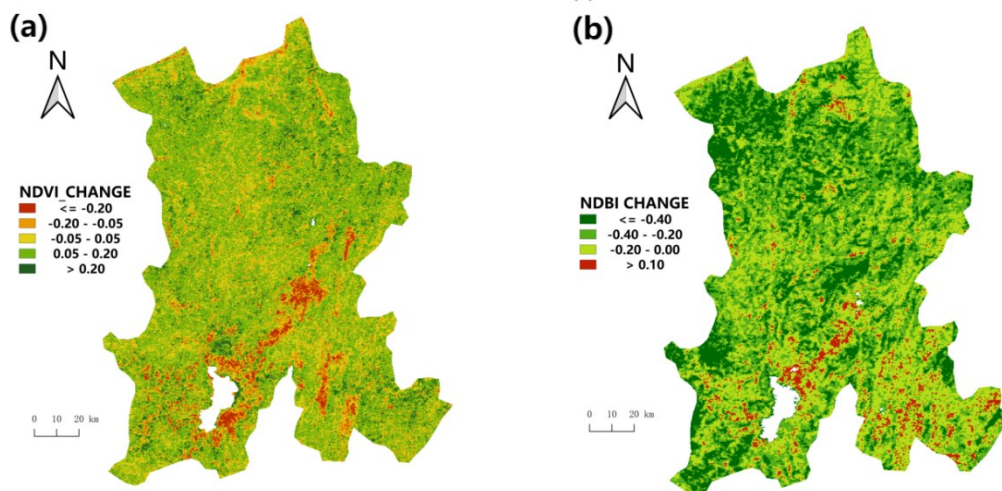 (a)
N
NDVI_CHANGE
<= -0.20
-0.20 - -0.05
-0.05 - 0.05
0.05 - 0.20
> 0.20
0 10 20 km
(b)
N
NDBI CHANGE
<= -0.40
-0.40 - -0.20
-0.20 - 0.00
> 0.10
0 10 20 km